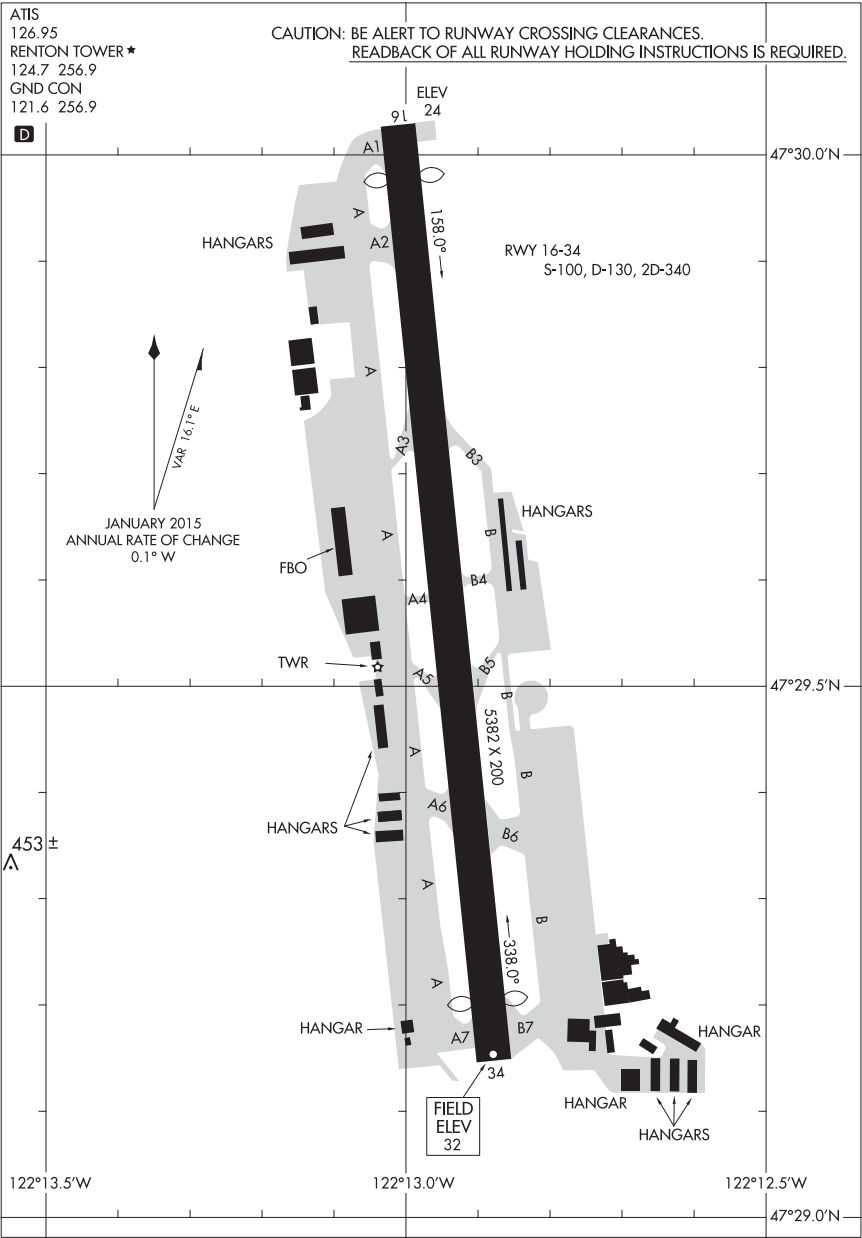 ATIS
126.95
RENTON TOWER ★
124.7 256.9
GND CON
121.6 256.9
D
CAUTION: BE ALERT TO RUNWAY CROSSING CLEARANCES.
READBACK OF ALL RUNWAY HOLDING INSTRUCTIONS IS REQUIRED.
ELEV
24
16
A1
47°30.0'N
A
A2
158.0°
HANGARS
RWY 16-34
S-100, D-130, 2D-340
A
VAR 16.1° E
A3
B3
JANUARY 2015
ANNUAL RATE OF CHANGE
0.1° W
HANGARS
A
B
FBO
B4
A4
TWR
A5
B5
47°29.5'N
B
5382 X 200
A
B
A6
HANGARS
B6
453 ±
A
B
338.0°
A
HANGAR
A7
B7
HANGAR
34
FIELD
ELEV
32
HANGAR
HANGARS
122°13.5'W
122°13.0'W
122°12.5'W
47°29.0'N